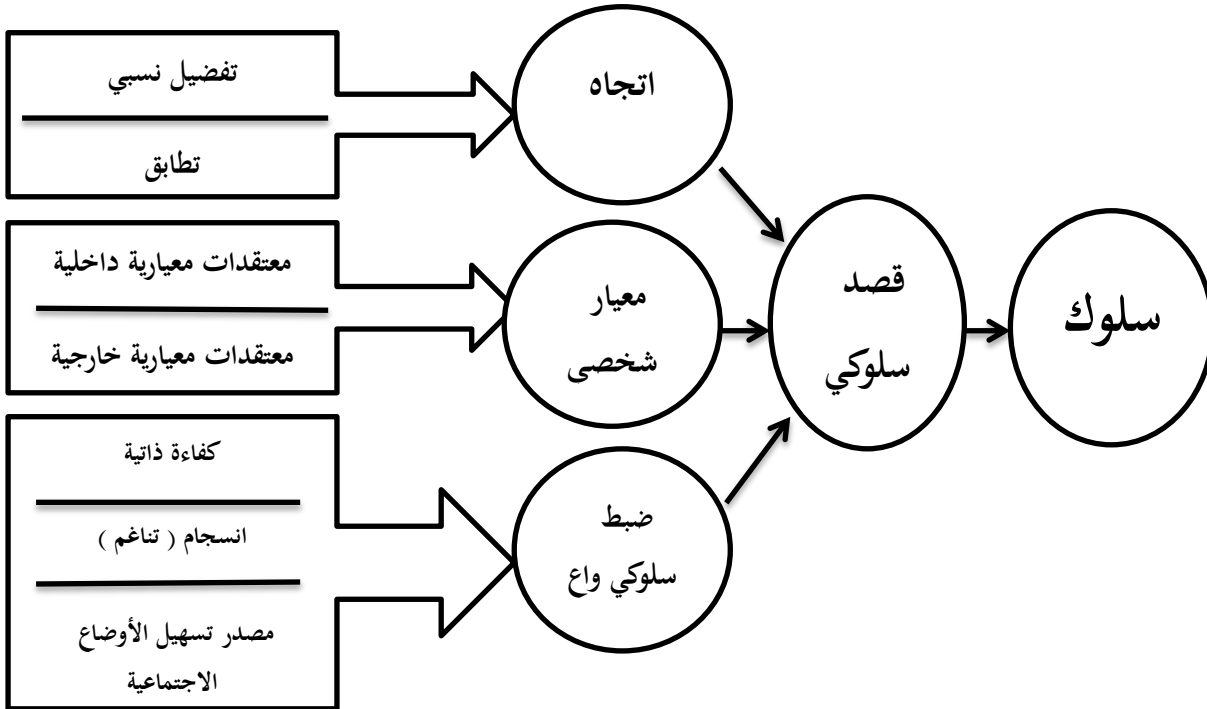 تفضيل نسبي
تطابق
اتجاه
معتقدات معيارية داخلية
معتقدات معيارية خارجية
معيار
شخصى
كفاءة ذاتية
انسجام ( تناغم )
مصدر تسهيل الأوضاع
الاجتماعية
ضبط
سلوكي واع
قصد
سلوكي
سلوك